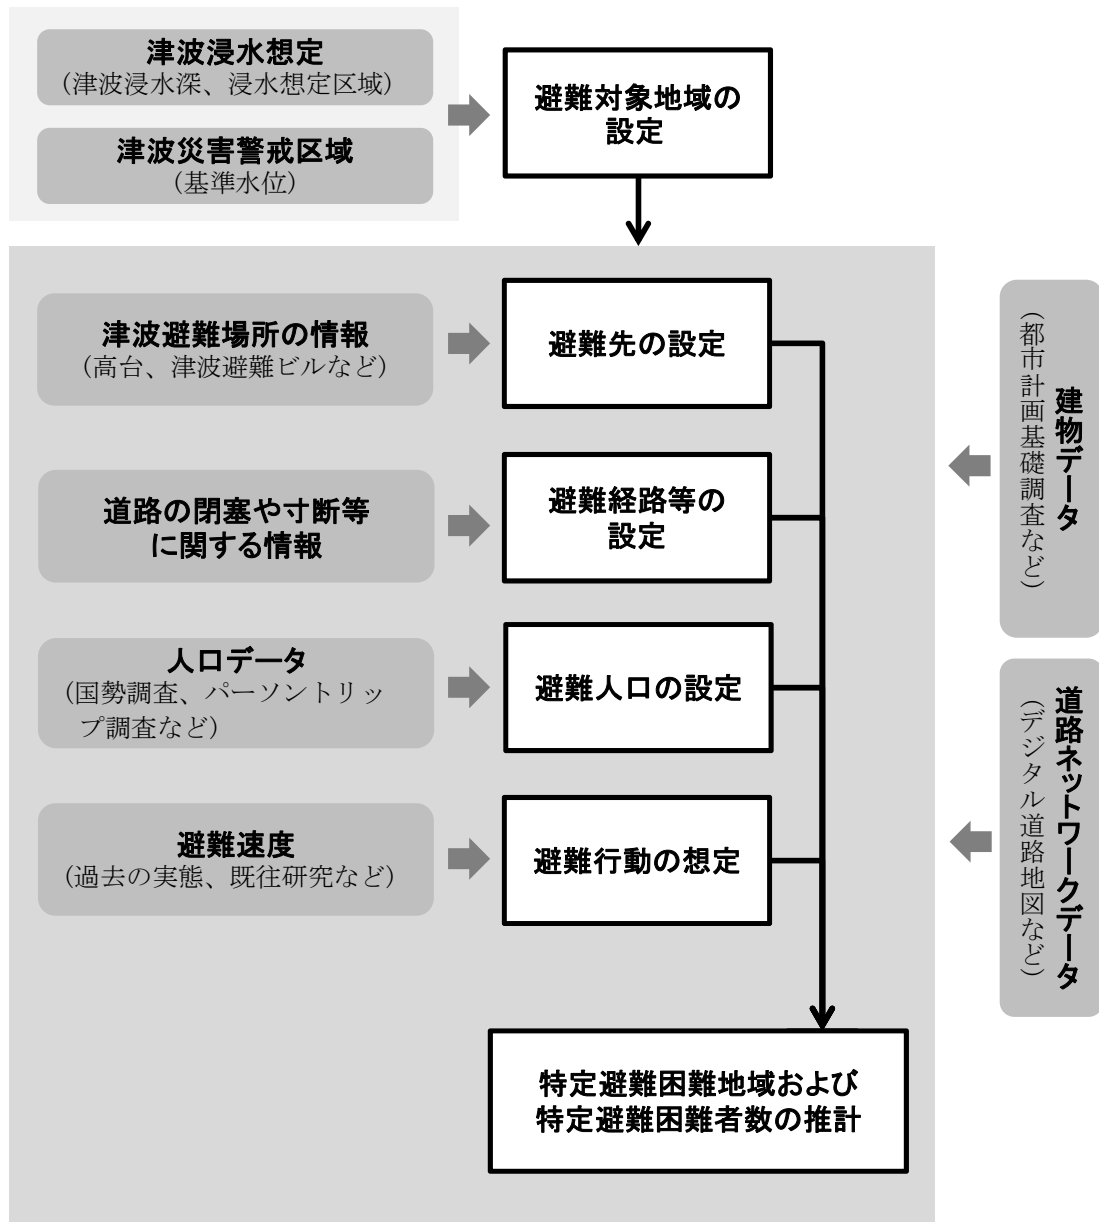 津波浸水想定
（津波浸水深、浸水想定区域）
津波災害警戒区域
（基準水位）
避難対象地域の
設定
津波避難場所の情報
（高台、津波避難ビルなど）
避難先の設定
道路の閉塞や寸断等
に関する情報
避難経路等の
設定
人口データ
（国勢調査、パーソントリッ
プ調査など）
避難人口の設定
避難速度
（過去の実態、既往研究など）
避難行動の想定
特定避難困難地域および
特定避難困難者数の推計
建物データ
（都市計画基礎調査など）
道路ネットワークデータ
（デジタル道路地図など）